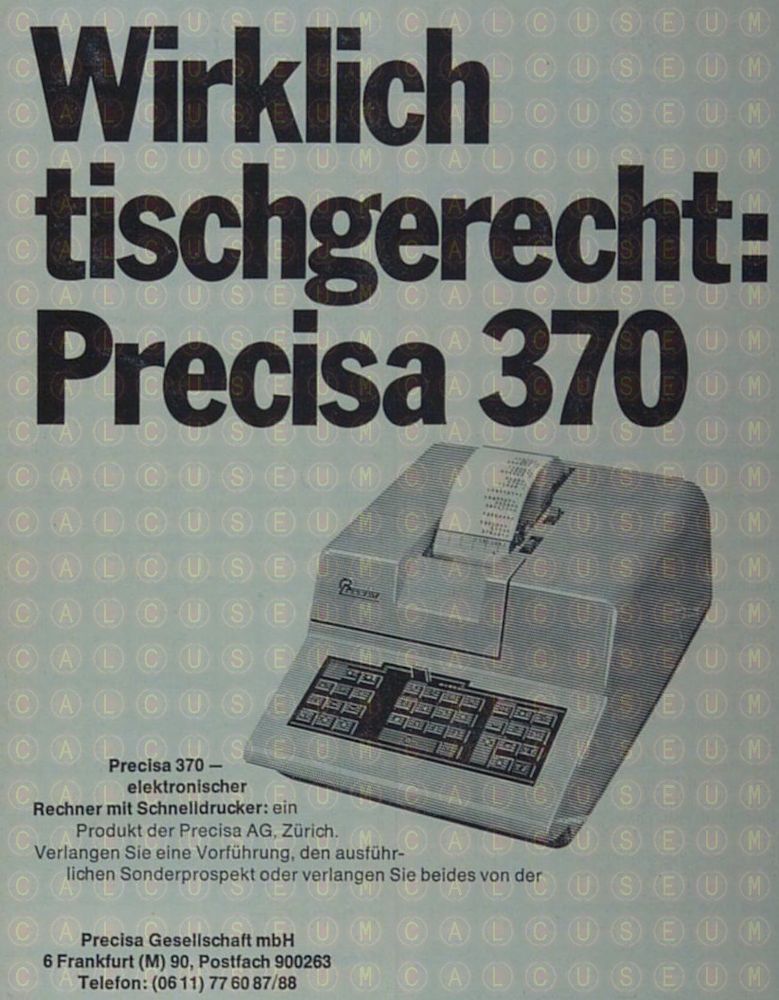 Wirklich
tischgerecht:
Precisa 370
Precisa
Precisa 370 –
elektronischer
Rechner mit Schnelldrucker: ein
Produkt der Precisa AG, Zürich.
Verlangen Sie eine Vorführung, den ausführ-
lichen Sonderprospekt oder verlangen Sie beides von der
Precisa Gesellschaft mbH
6 Frankfurt (M) 90, Postfach 900263
Telefon: (06 11) 77 60 87/88
CALCUSEUM